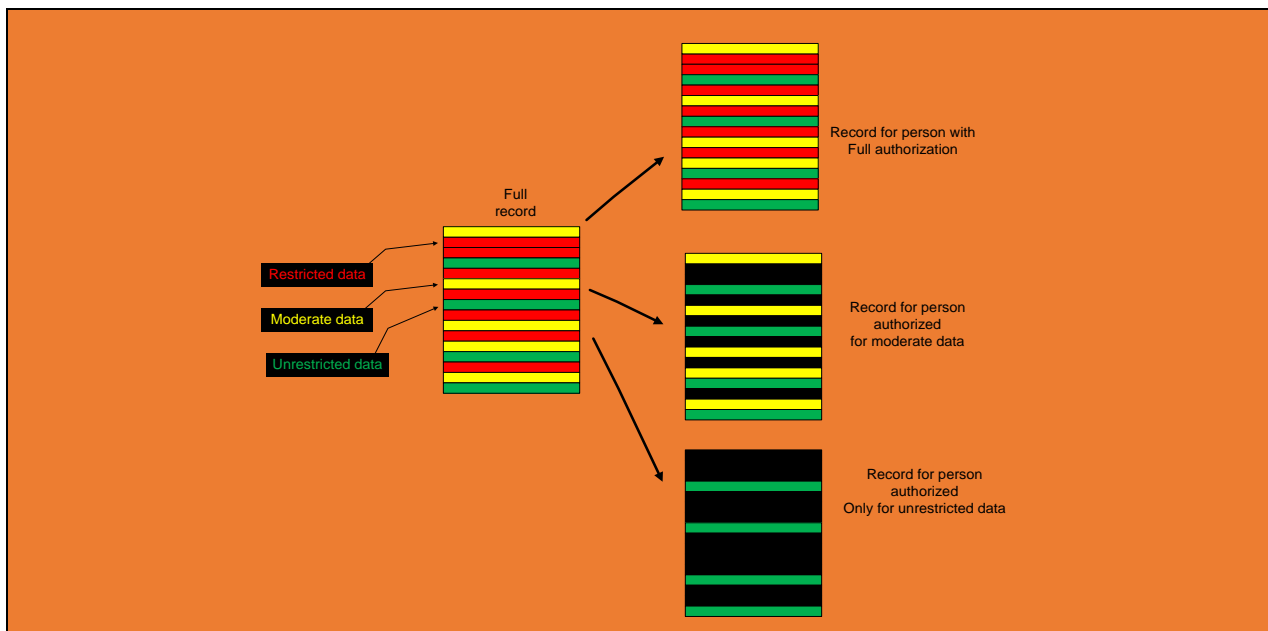 Full
record
Restricted data
Moderate data
Unrestricted data
Record for person with
Full authorization
Record for person
authorized
for moderate data
Record for person
authorized
Only for unrestricted data